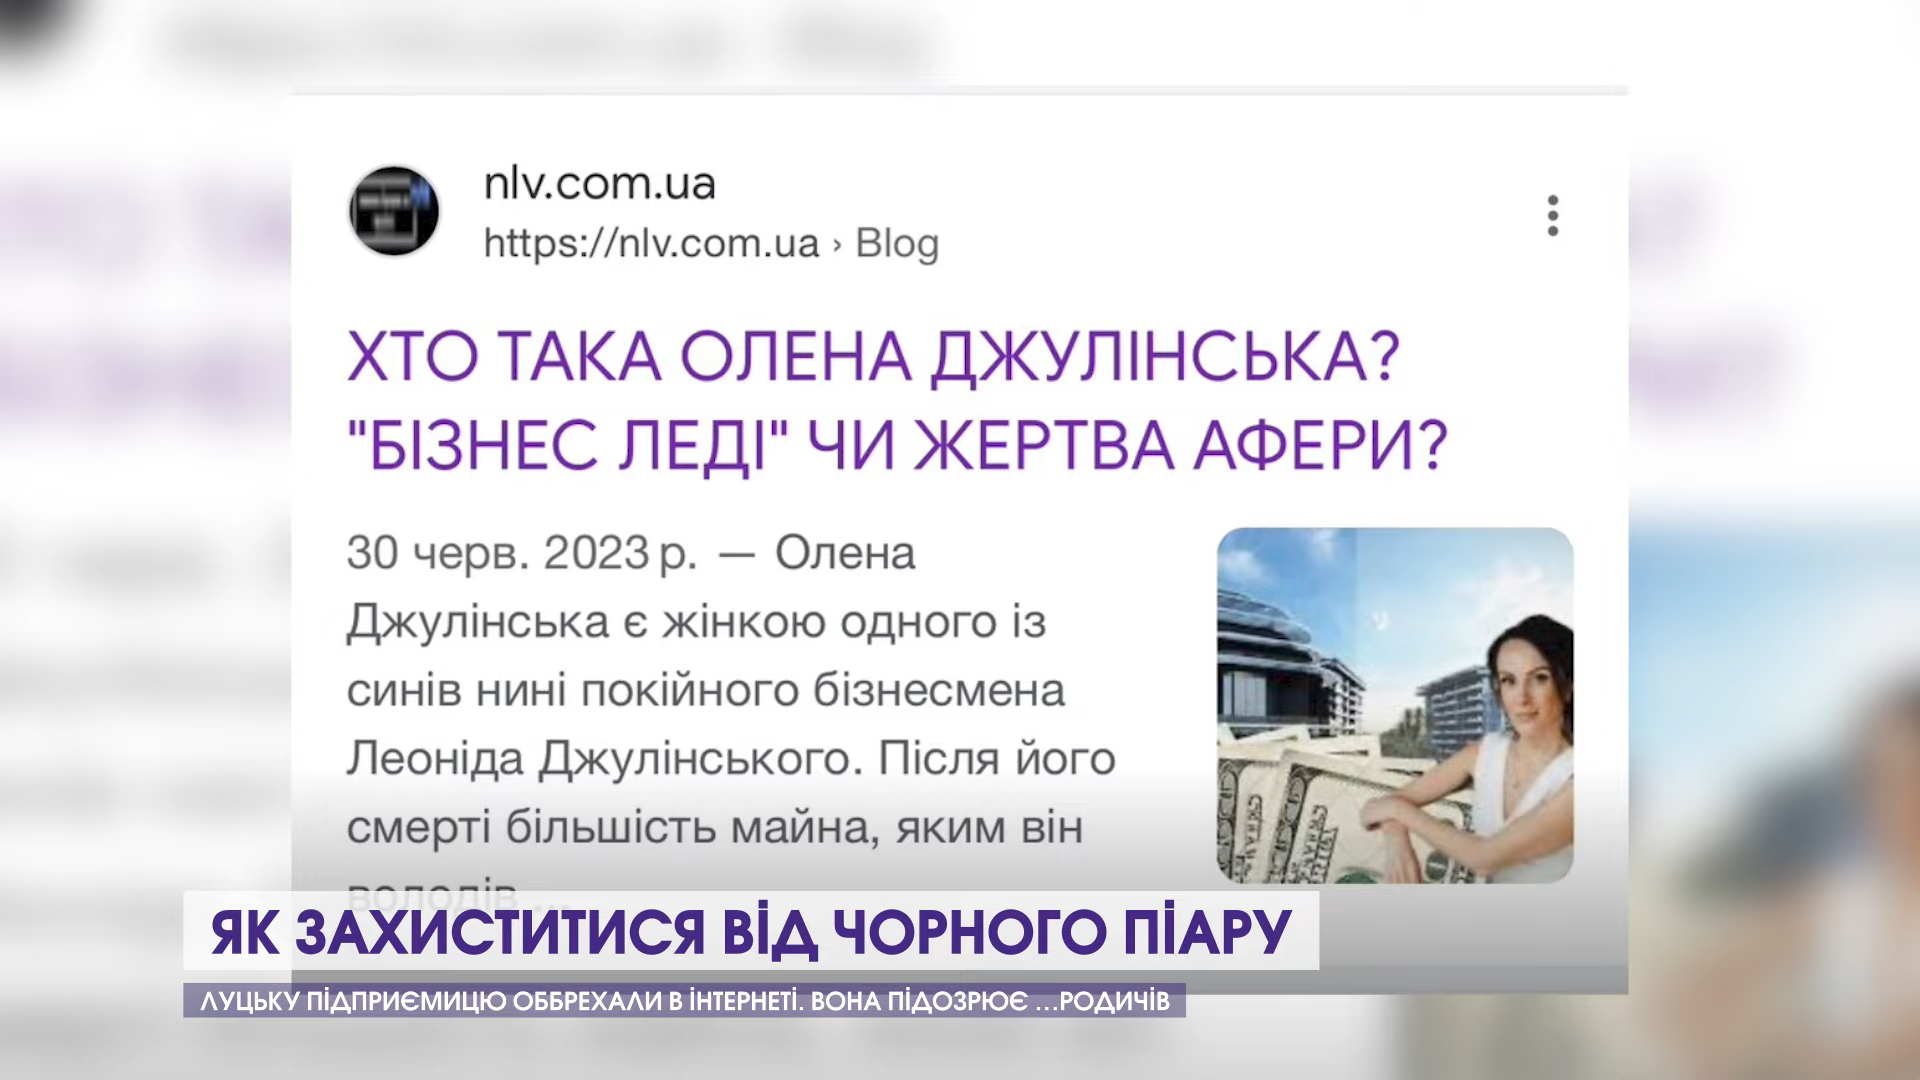 nlv.com.ua
https://nlv.com.ua › Blog
ХТО ТАКА ОЛЕНА ДЖУЛІНСЬКА?
"БІЗНЕС ЛЕДІ" ЧИ ЖЕРТВА АФЕРИ?
30 черв. 2023 р. — Олена
Джулінська є жінкою одного із
синів нині покійного бізнесмена
Леоніда Джулінського. Після його
смерті більшість майна, яким він
володів ...
ЯК ЗАХИСТИТИСЯ ВІД ЧОРНОГО ПІАРУ
ЛУЦЬКУ ПІДПРИЄМИЦЮ ОББРЕХАЛИ В ІНТЕРНЕТІ. ВОНА ПІДОЗРЮЄ ...РОДИЧІВ